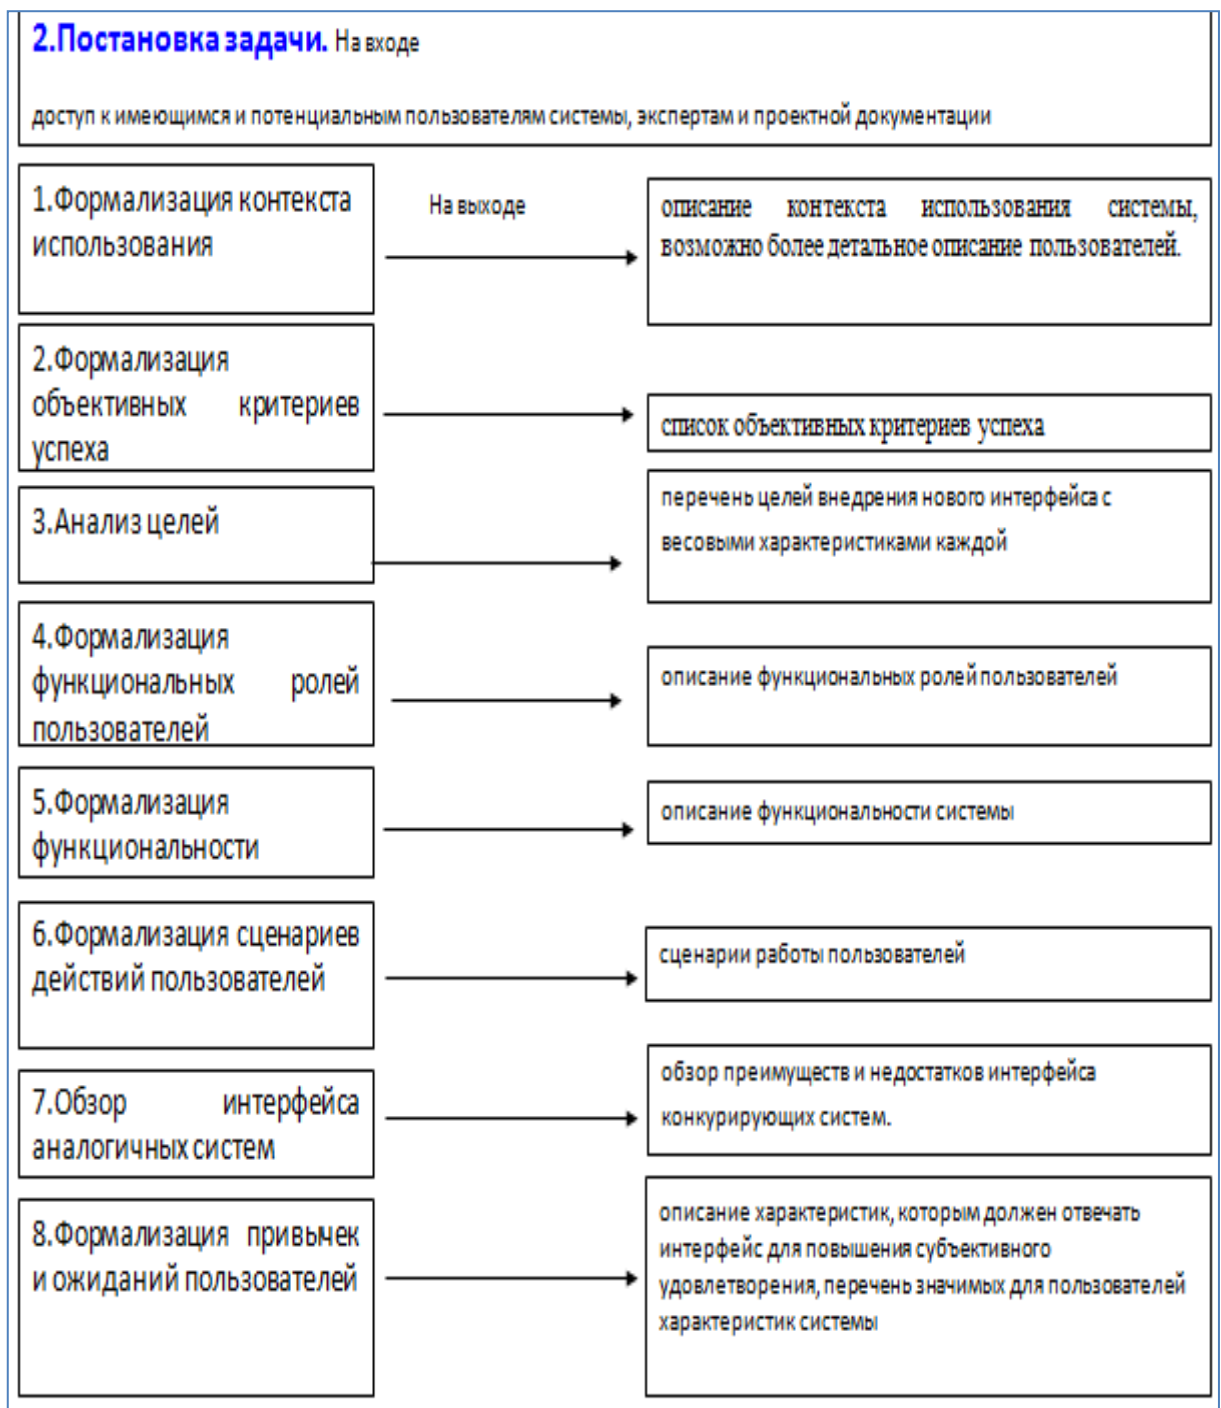 2.Постановка задачи. На входе
доступ к имеющимся и потенциальным пользователям системы, экспертам и проектной документации
1.Формализация контекста
использования
На выходе
описание контекста использования системы,
возможно более детальное описание пользователей.
2.Формализация
объективных критериев
успеха
список объективных критериев успеха
3.Анализ целей
перечень целей внедрения нового интерфейса с
весовыми характеристиками каждой
4.Формализация
функциональных ролей
пользователей
описание функциональных ролей пользователей
5.Формализация
функциональности
описание функциональности системы
6.Формализация сценариев
действий пользователей
сценарии работы пользователей
7.Обзор интерфейса
аналогичных систем
обзор преимуществ и недостатков интерфейса
конкурирующих систем.
8.Формализация привычек
и ожиданий пользователей
описание характеристик, которым должен отвечать
интерфейс для повышения субъективного
удовлетворения, перечень значимых для пользователей
характеристик системы